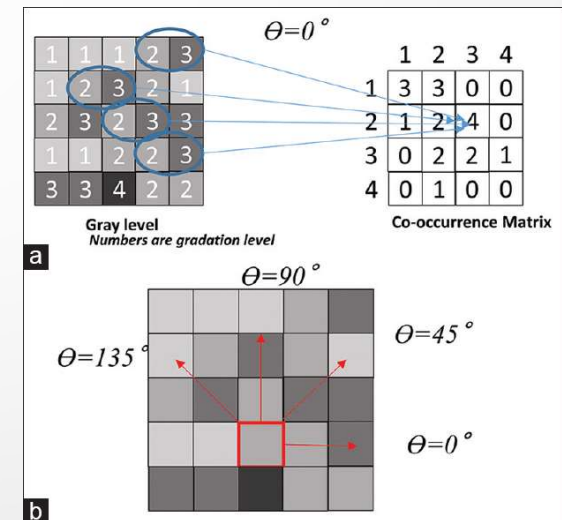 Θ=0°
1 1 1 2 3
1 2 3 2 1
2 3 2 3 3
1 1 2 2 3
3 3 4 2 2
1 2 3 4
1 3 3 0 0
2 1 2 4 0
3 0 2 2 1
4 0 1 0 0
Gray level
Numbers are gradation level
Co-occurrence Matrix
a
Θ=90°
Θ=135°
Θ=45°
Θ=0°
b